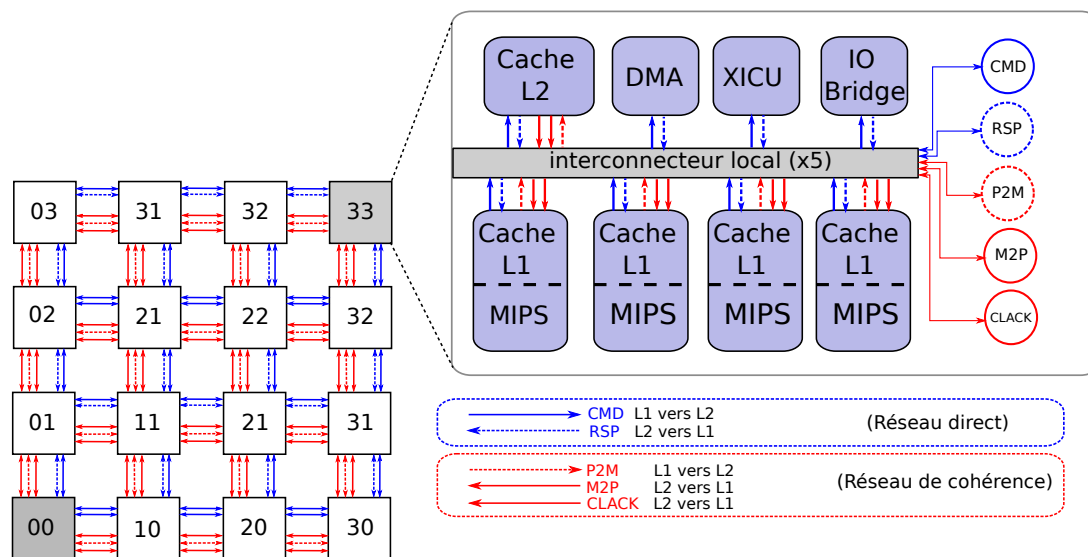 03 31 32 33
02 21 22 32
01 11 21 31
00 10 20 30
Cache
L2
DMA
XICU
IO
Bridge
interconnecteur local (x5)
Cache
L1
MIPS
Cache
L1
MIPS
Cache
L1
MIPS
Cache
L1
MIPS
CMD
RSP
P2M
M2P
CLACK
CMD L1 vers L2
RSP L2 vers L1
(Réseau direct)
P2M L1 vers L2
M2P L2 vers L1
CLACK L2 vers L1
(Réseau de cohérence)